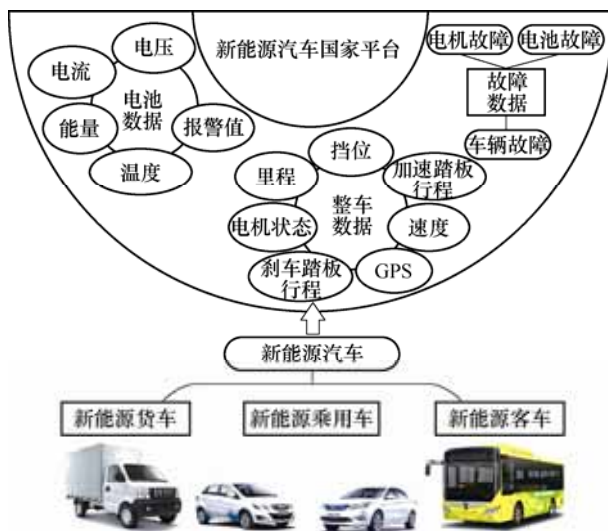 新能源汽车国家平台
电压
电流
电池
数据
能量
报警值
温度
电机故障
电池故障
故障
数据
车辆故障
挡位
里程
加速踏板
行程
整车
数据
电机状态
速度
刹车踏板
行程
GPS
新能源汽车
新能源货车
新能源乘用车
新能源客车